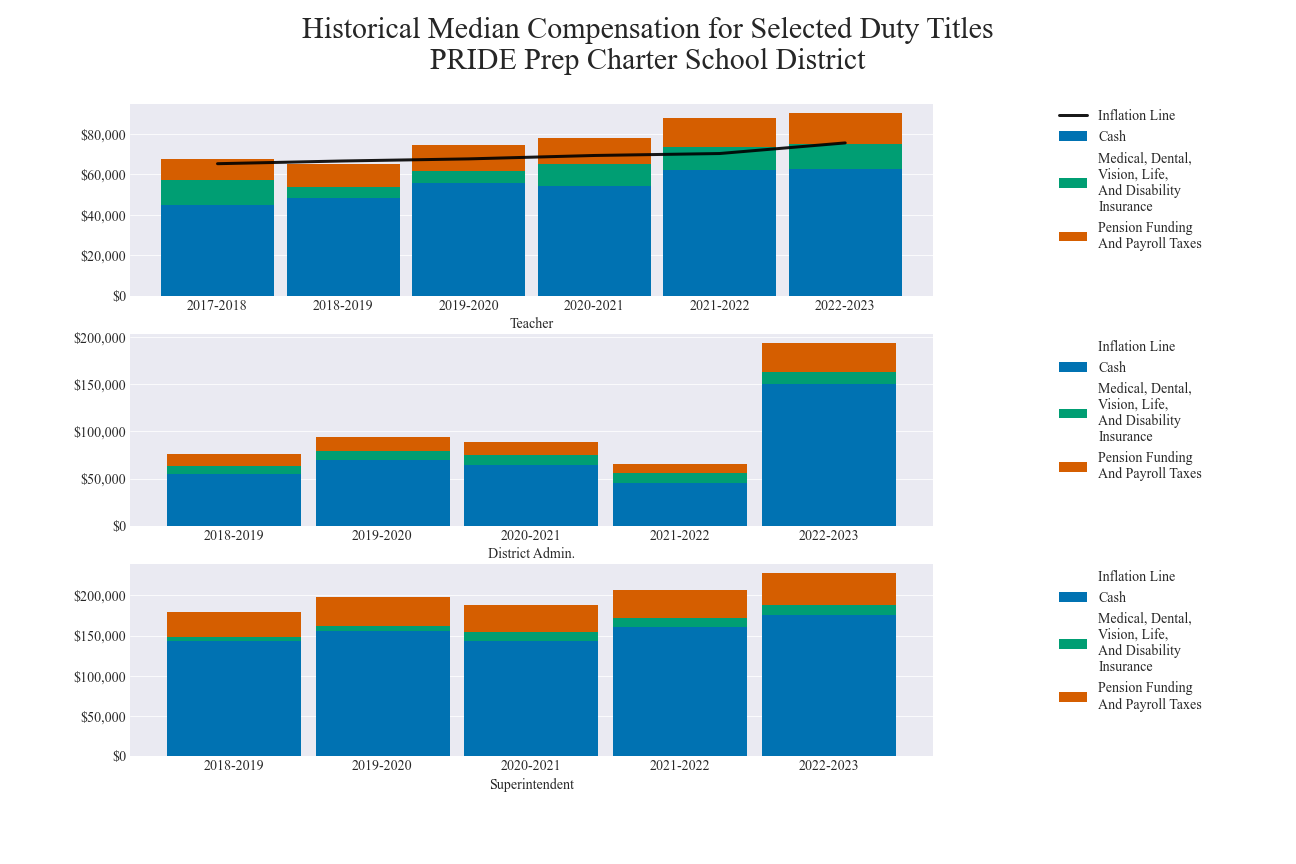 Historical Median Compensation for Selected Duty Titles
PRIDE Prep Charter School District
$80,000
$60,000
$40,000
$20,000
$0
2017-2018
2018-2019
2019-2020
2020-2021
2021-2022
2022-2023
Teacher
Inflation Line
Cash
Medical, Dental,
Vision, Life,
And Disability
Insurance
Pension Funding
And Payroll Taxes
$200,000
$150,000
$100,000
$50,000
$0
2018-2019
2019-2020
2020-2021
2021-2022
2022-2023
District Admin.
Inflation Line
Cash
Medical, Dental,
Vision, Life,
And Disability
Insurance
Pension Funding
And Payroll Taxes
$200,000
$150,000
$100,000
$50,000
$0
2018-2019
2019-2020
2020-2021
2021-2022
2022-2023
Superintendent
Inflation Line
Cash
Medical, Dental,
Vision, Life,
And Disability
Insurance
Pension Funding
And Payroll Taxes